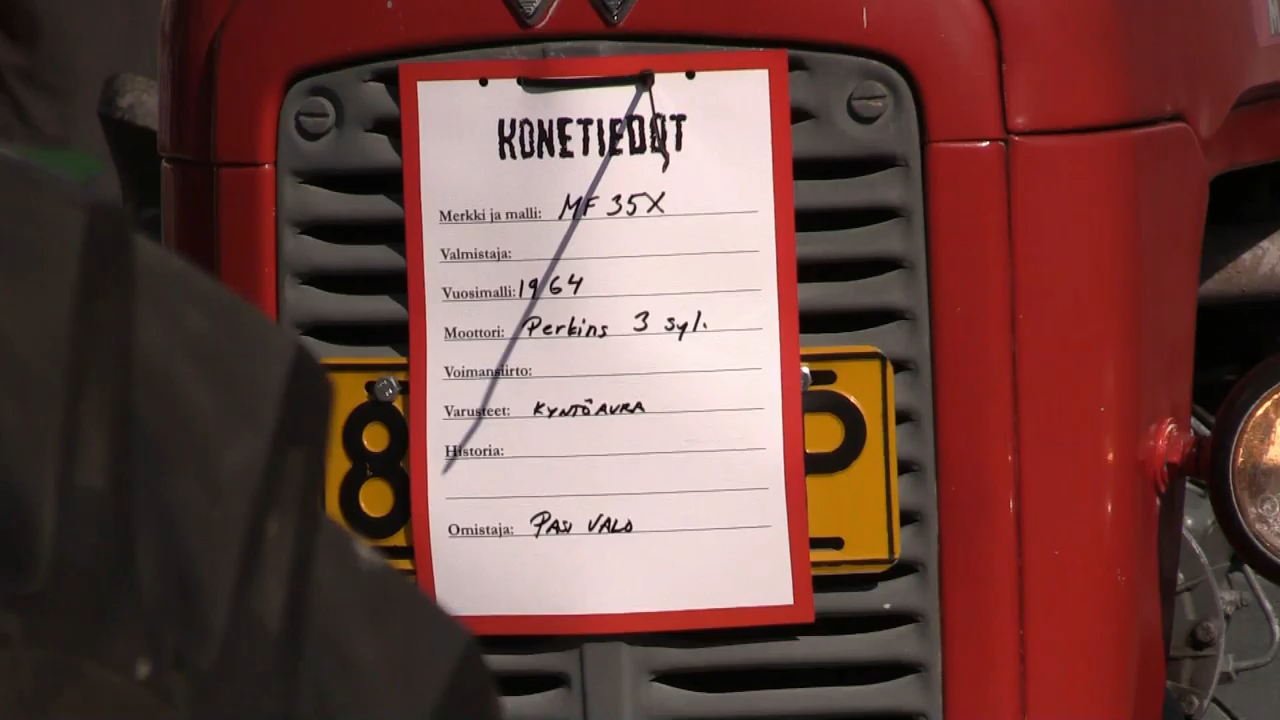 KONETIEDOT
Merkki ja malli: MF 35X
Valmistaja:
Vuosimalli: 1964
Moottori: Perkins 3 syl.
Voimansiirto:
Varusteet: KYNTÖAURA
Historia:
Omistaja: PASI VALO
8